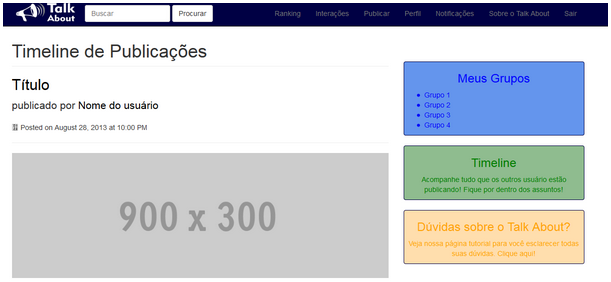 Talk About
Buscar Procurar Ranking Interações Publicar Perfil Notificações Sobre o Talk About Sair
Timeline de Publicações
Título
publicado por Nome do usuário
Posted on August 28, 2013 at 10:00 PM
900 x 300
Meus Grupos
Grupo 1
Grupo 2
Grupo 3
Grupo 4
Timeline
Acompanhe tudo que os outros usuário estão
publicando! Fique por dentro dos assuntos!
Dúvidas sobre o Talk About?
Veja nossa página tutorial para você esclarecer todas
suas dúvidas. Clique aqui!